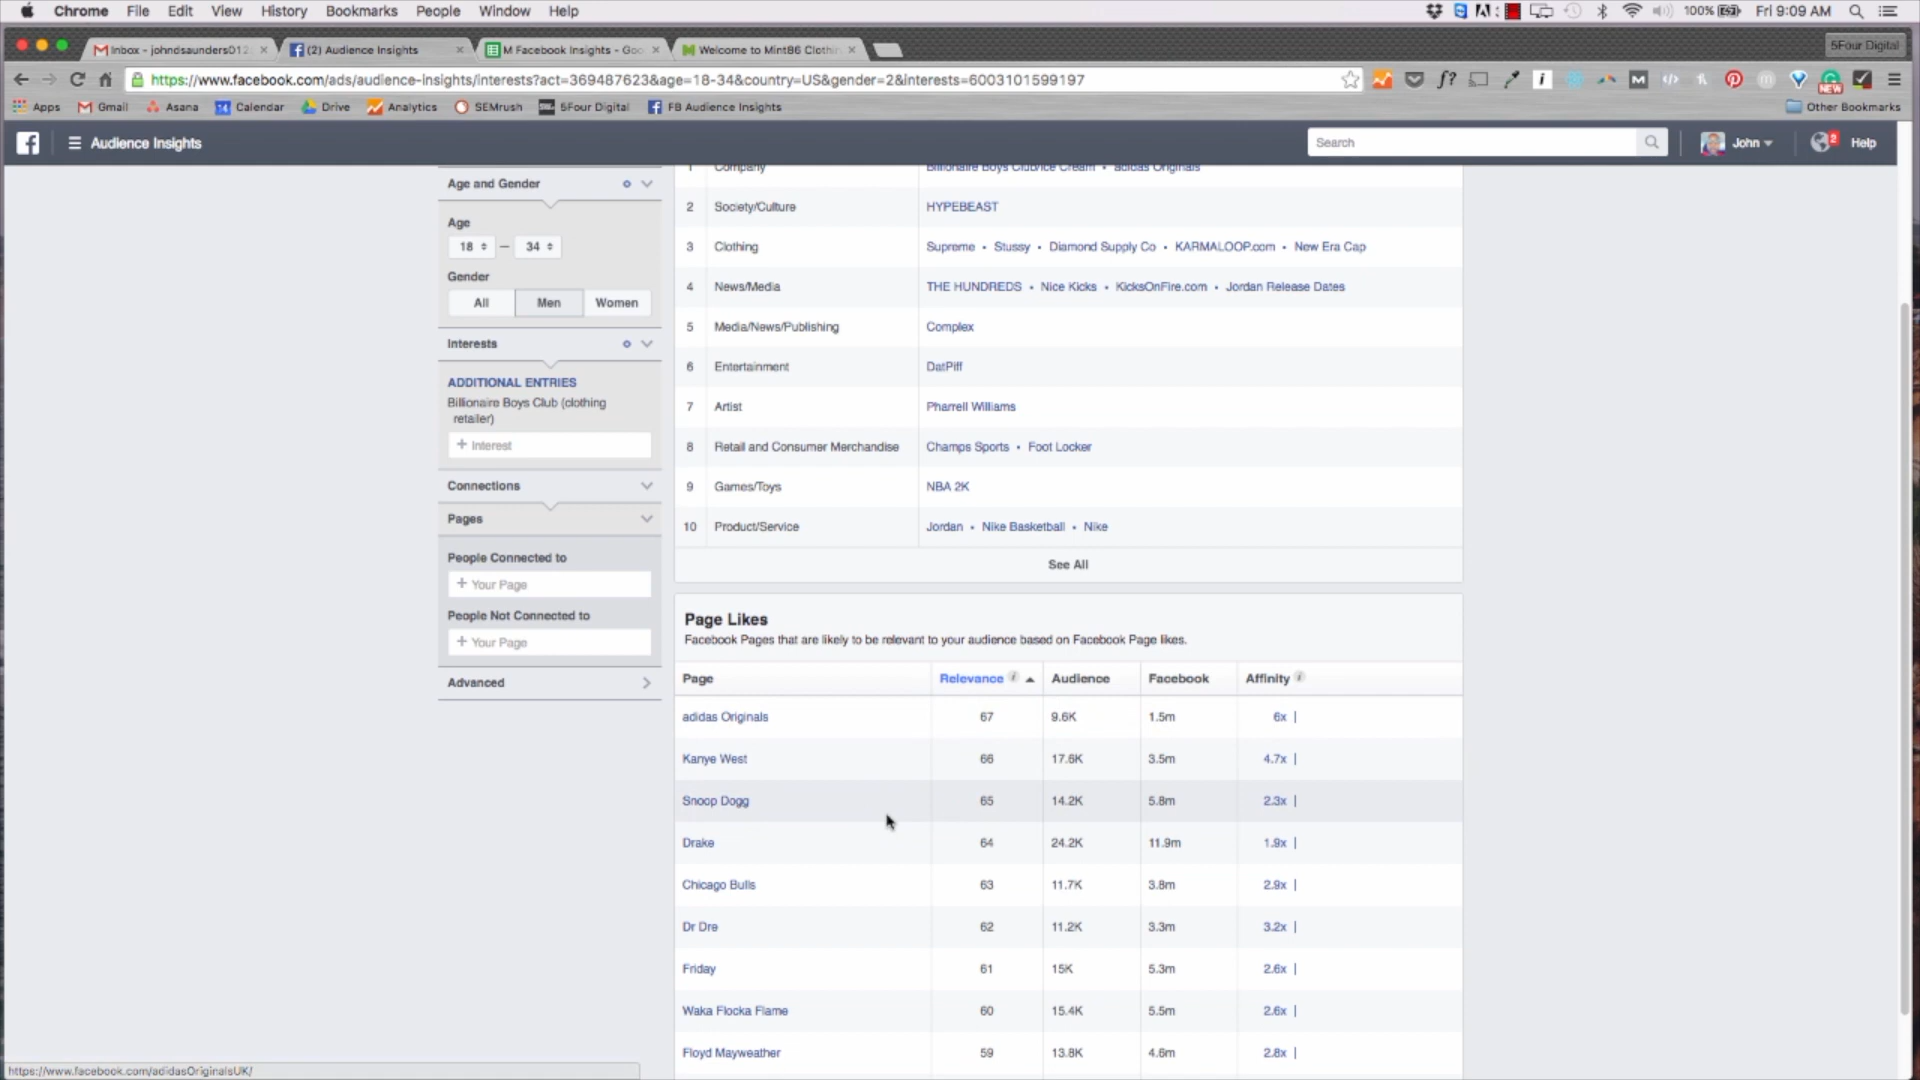 Chrome File Edit View History Bookmarks People Window Help
100% Fri 9:09 AM
Inbox - johndsaunders012
(2) Audience Insights
M Facebook Insights - Goo
Welcome to Mint86 Clothin
5Four Digital
https://www.facebook.com/ads/audience-insights/interests?act=369487623&age=18-34&country=US&gender=2&interests=6003101599197
Apps Gmail Asana Calendar Drive Analytics SEMrush 5Four Digital FB Audience Insights Other Bookmarks
Audience Insights
Search
John
2
Help
Age and Gender
Age
18 – 34
Gender
All Men Women
Interests
ADDITIONAL ENTRIES
Billionaire Boys Club (clothing
retailer)
+ Interest
Connections
Pages
People Connected to
+ Your Page
People Not Connected to
+ Your Page
Advanced
1 Company Billionaire Boys Club/Ice Cream • adidas Originals
2 Society/Culture HYPEBEAST
3 Clothing Supreme • Stussy • Diamond Supply Co • KARMALOOP.com • New Era Cap
4 News/Media THE HUNDREDS • Nice Kicks • KicksOnFire.com • Jordan Release Dates
5 Media/News/Publishing Complex
6 Entertainment DatPiff
7 Artist Pharrell Williams
8 Retail and Consumer Merchandise Champs Sports • Foot Locker
9 Games/Toys NBA 2K
10 Product/Service Jordan • Nike Basketball • Nike
See All
Page Likes
Facebook Pages that are likely to be relevant to your audience based on Facebook Page likes.
Page Relevance Audience Facebook Affinity
adidas Originals 67 9.6K 1.5m 6x
Kanye West 66 17.6K 3.5m 4.7x
Snoop Dogg 65 14.2K 5.8m 2.3x
Drake 64 24.2K 11.9m 1.9x
Chicago Bulls 63 11.7K 3.8m 2.9x
Dr Dre 62 11.2K 3.3m 3.2x
Friday 61 15K 5.3m 2.6x
Waka Flocka Flame 60 15.4K 5.5m 2.6x
Floyd Mayweather 59 13.8K 4.6m 2.8x
https://www.facebook.com/adidasOriginalsUK/